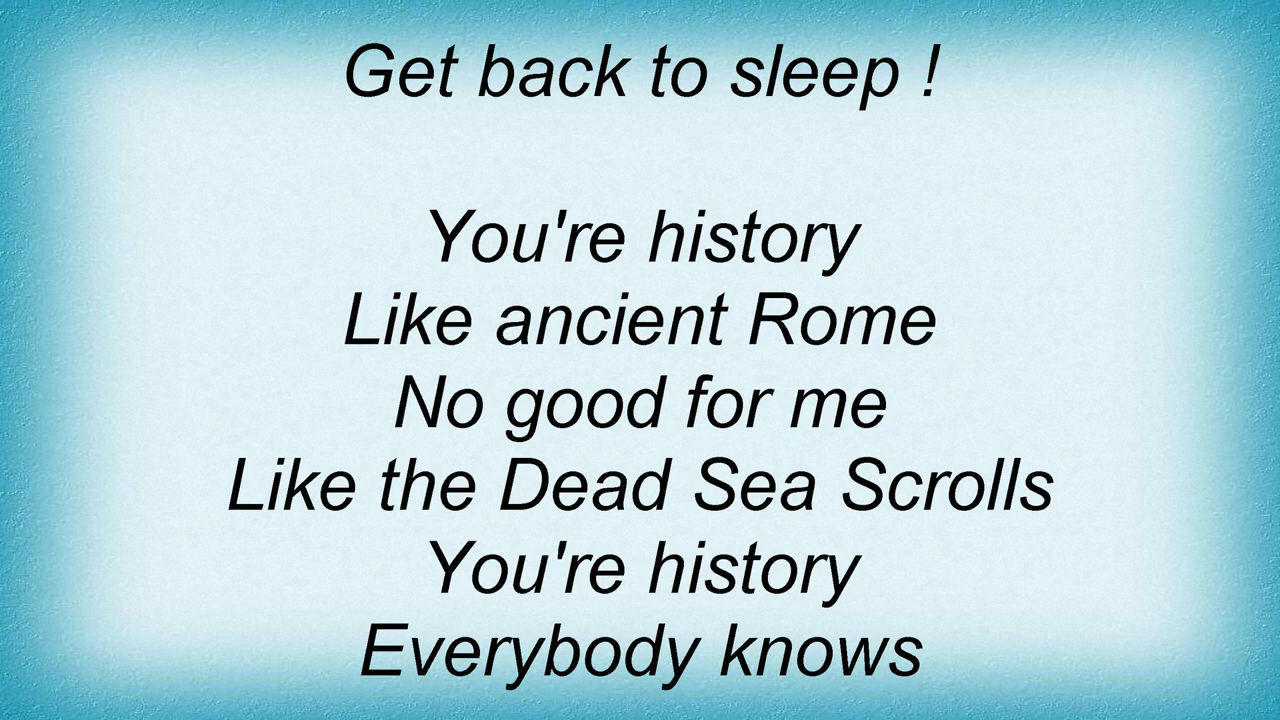 Get back to sleep !
You're history
Like ancient Rome
No good for me
Like the Dead Sea Scrolls
You're history
Everybody knows